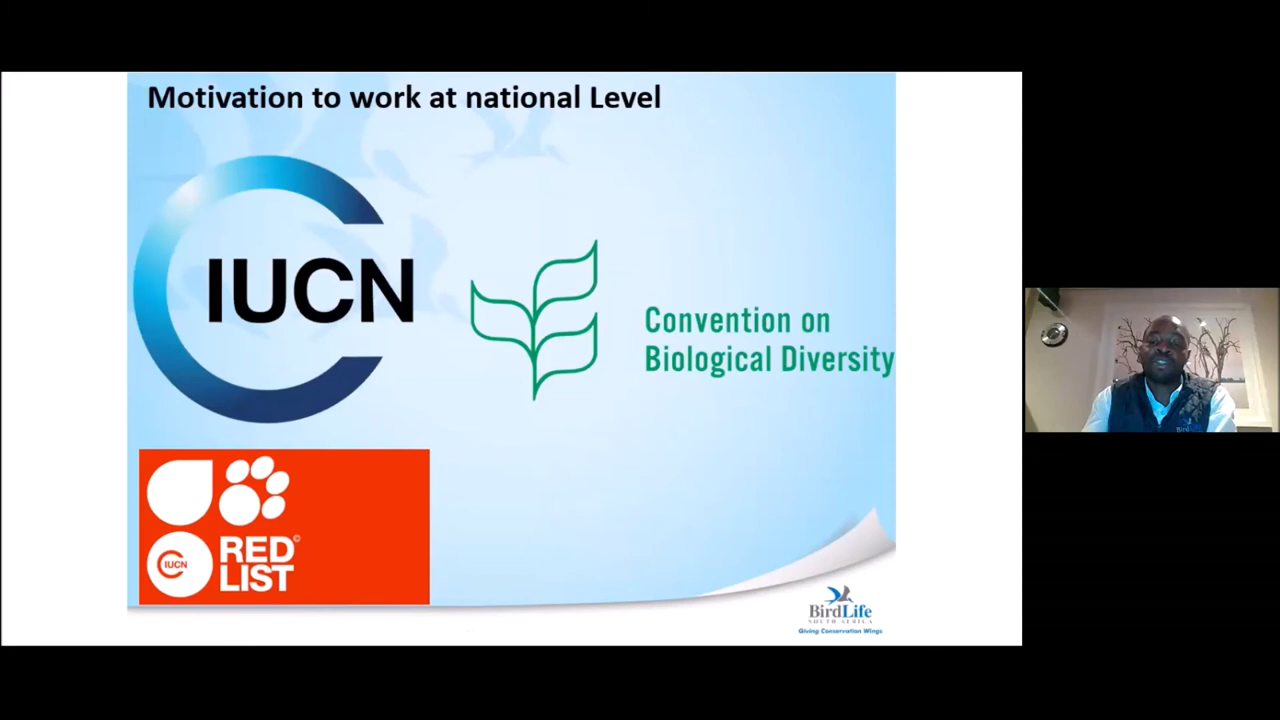 Motivation to work at national Level
IUCN
Convention on
Biological Diversity
IUCN
RED
LIST
©
BirdLife
SOUTH AFRICA
Giving Conservation Wings
BirdLife